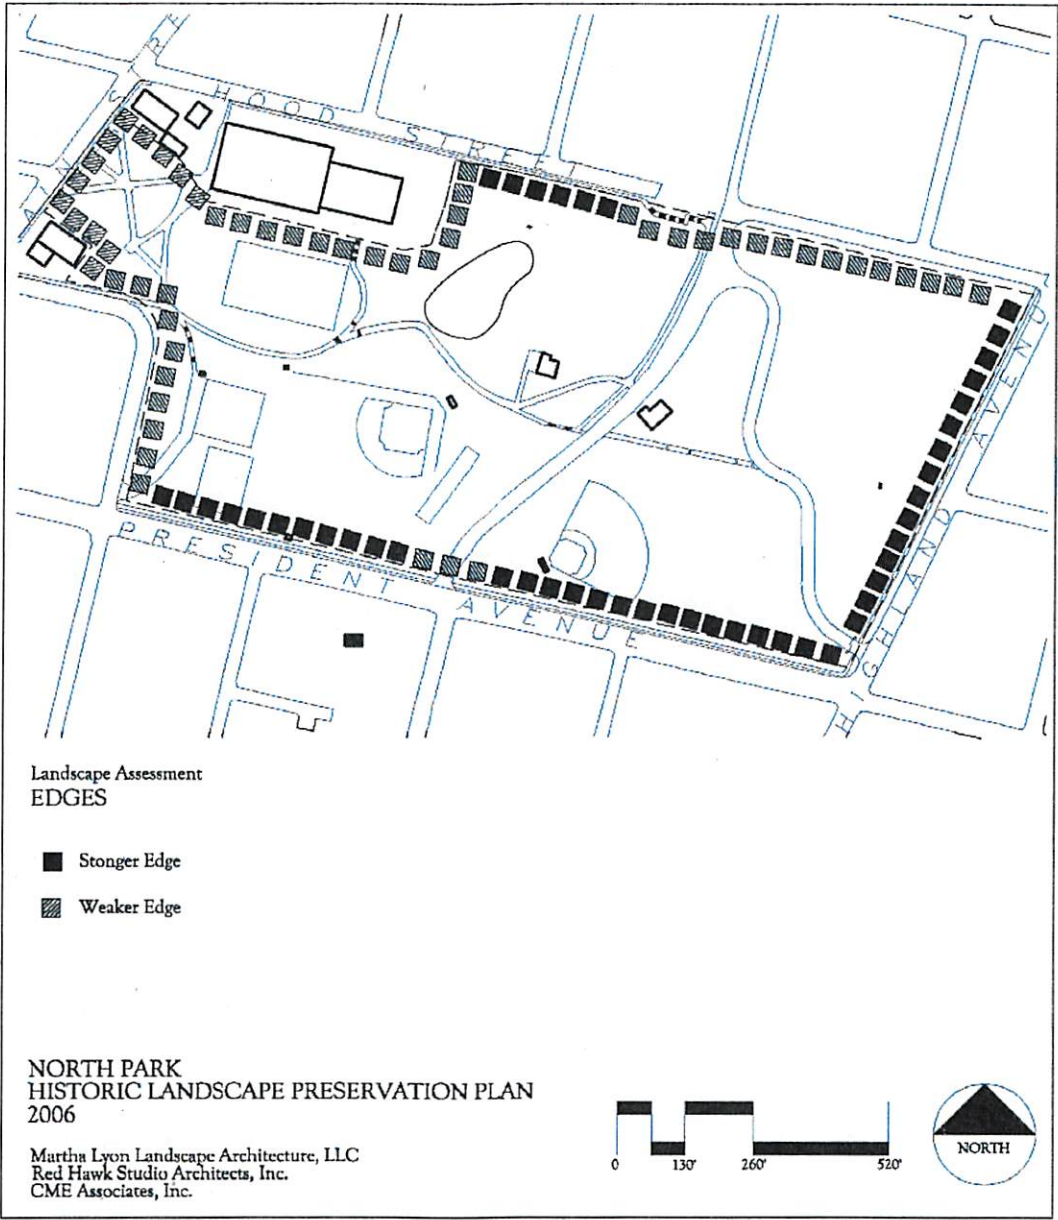 HOOD STREET
MAIN ST
HIGHLAND AVENUE
PRESIDENT AVENUE
Landscape Assessment
EDGES
Stonger Edge
Weaker Edge
NORTH PARK
HISTORIC LANDSCAPE PRESERVATION PLAN
2006
Martha Lyon Landscape Architecture, LLC
Red Hawk Studio Architects, Inc.
CME Associates, Inc.
0 130' 260' 520'
NORTH